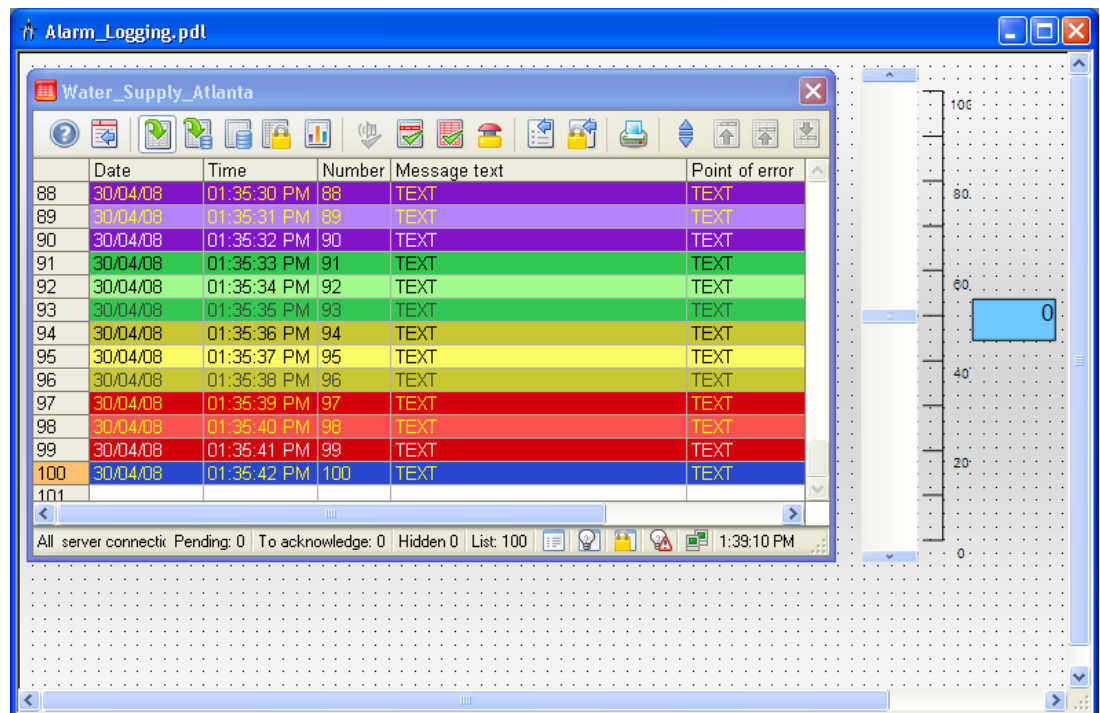 Alarm_Logging.pdl
Water_Supply_Atlanta
Date Time Number Message text Point of error
88 30/04/08 01:35:30 PM 88 TEXT TEXT
89 30/04/08 01:35:31 PM 89 TEXT TEXT
90 30/04/08 01:35:32 PM 90 TEXT TEXT
91 30/04/08 01:35:33 PM 91 TEXT TEXT
92 30/04/08 01:35:34 PM 92 TEXT TEXT
93 30/04/08 01:35:35 PM 93 TEXT TEXT
94 30/04/08 01:35:36 PM 94 TEXT TEXT
95 30/04/08 01:35:37 PM 95 TEXT TEXT
96 30/04/08 01:35:38 PM 96 TEXT TEXT
97 30/04/08 01:35:39 PM 97 TEXT TEXT
98 30/04/08 01:35:40 PM 98 TEXT TEXT
99 30/04/08 01:35:41 PM 99 TEXT TEXT
100 30/04/08 01:35:42 PM 100 TEXT TEXT
101
All server connectic Pending: 0 To acknowledge: 0 Hidden 0 List: 100 1:39:10 PM
100
80
60
0
40
20
0